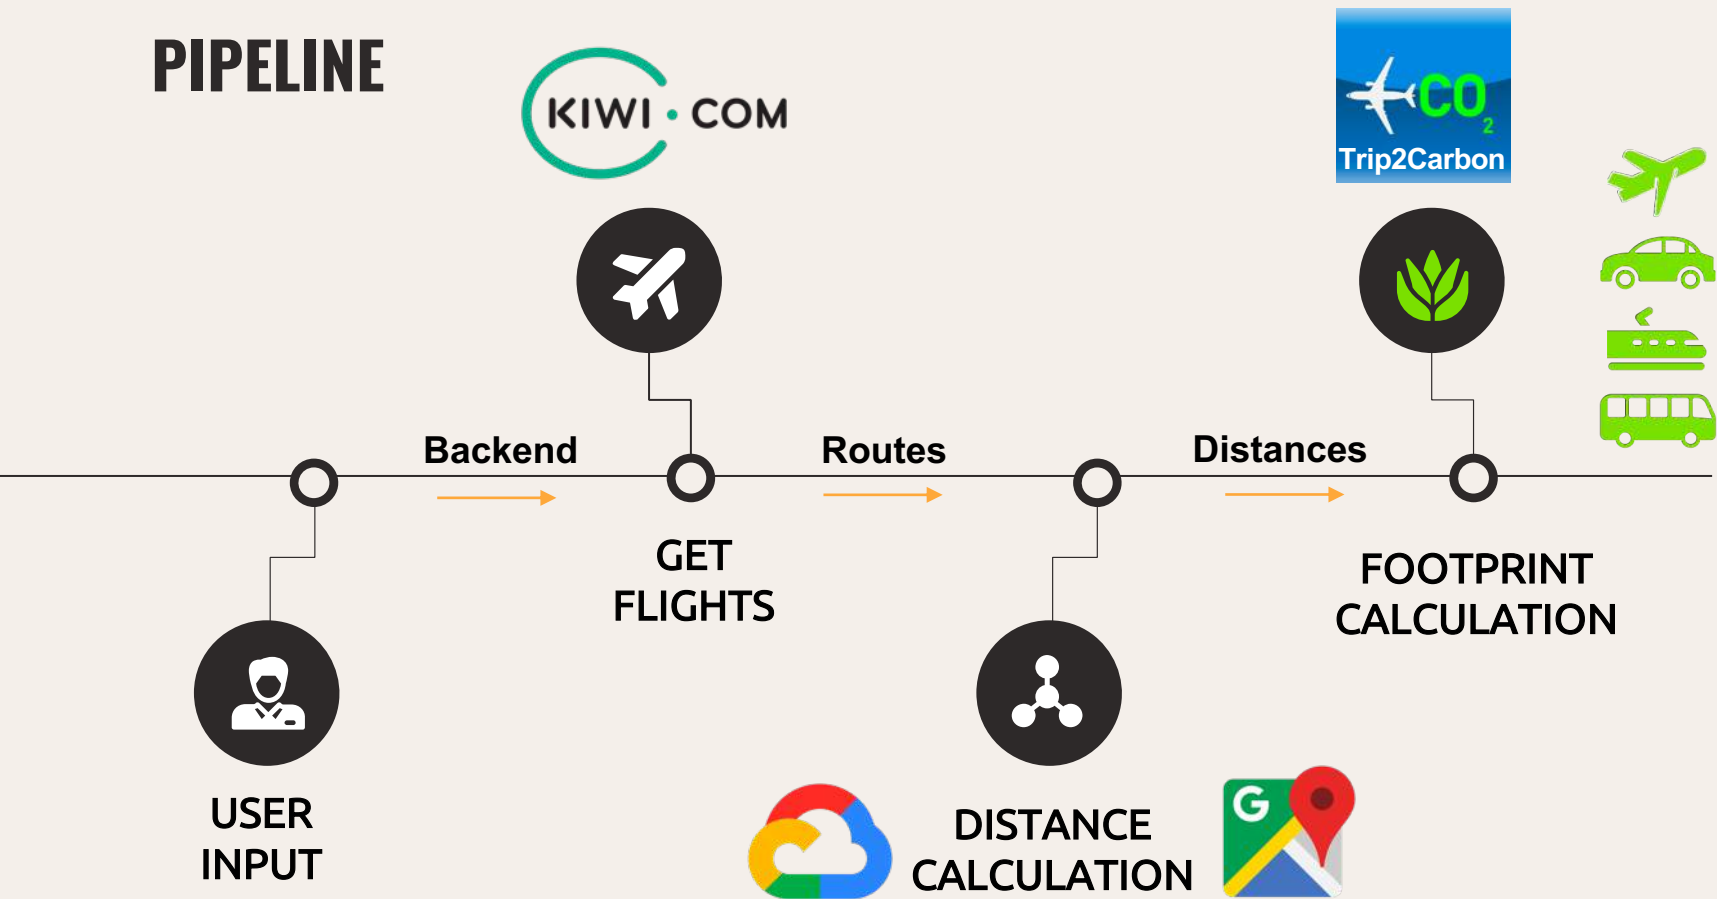 PIPELINE
KIWI.COM
CO2
Trip2Carbon
Backend
Routes
Distances
GET
FLIGHTS
FOOTPRINT
CALCULATION
USER
INPUT
DISTANCE
CALCULATION
G